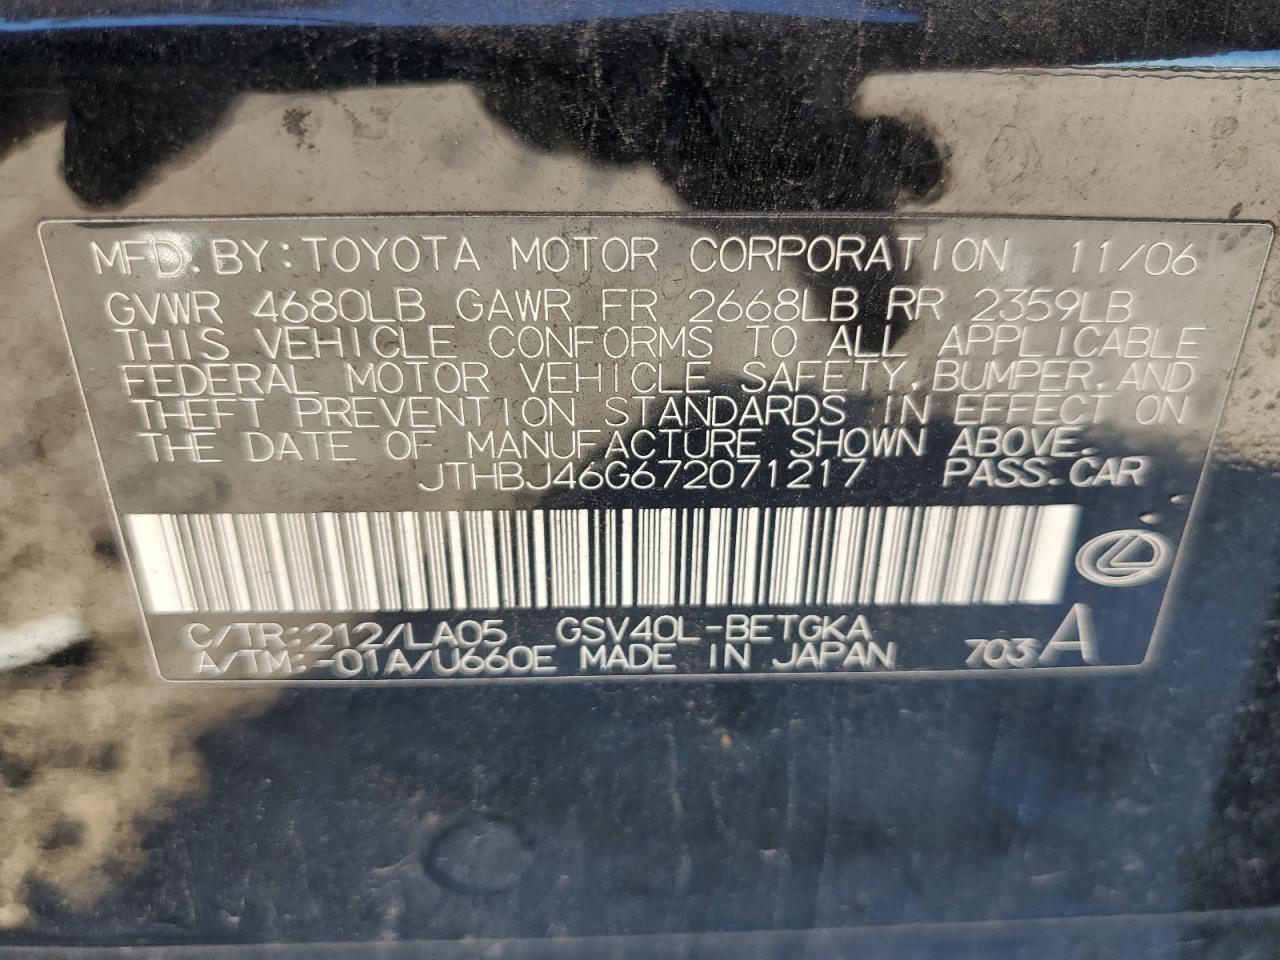 MFD. BY: TOYOTA MOTOR CORPORATION 11/06
GVWR 4680LB GAWR FR 2668LB RR 2359LB
THIS VEHICLE CONFORMS TO ALL APPLICABLE
FEDERAL MOTOR VEHICLE SAFETY, BUMPER, AND
THEFT PREVENTION STANDARDS IN EFFECT ON
THE DATE OF MANUFACTURE SHOWN ABOVE.
JTHBJ46G672071217 PASS. CAR
C/TR: 212/LA05 GSV40L-BETGKA
A/TM: -01A/U660E MADE IN JAPAN 703 A